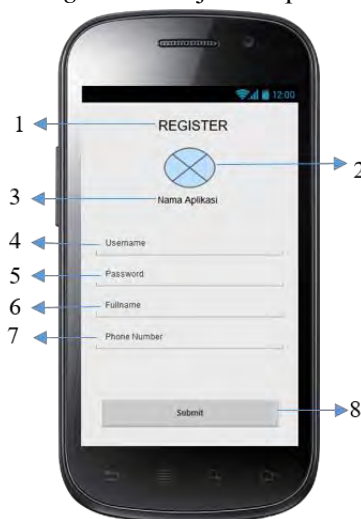 12:00
1 REGISTER
2
3 Nama Aplikasi
4 Username
5 Password
6 Fullname
7 Phone Number
Submit 8